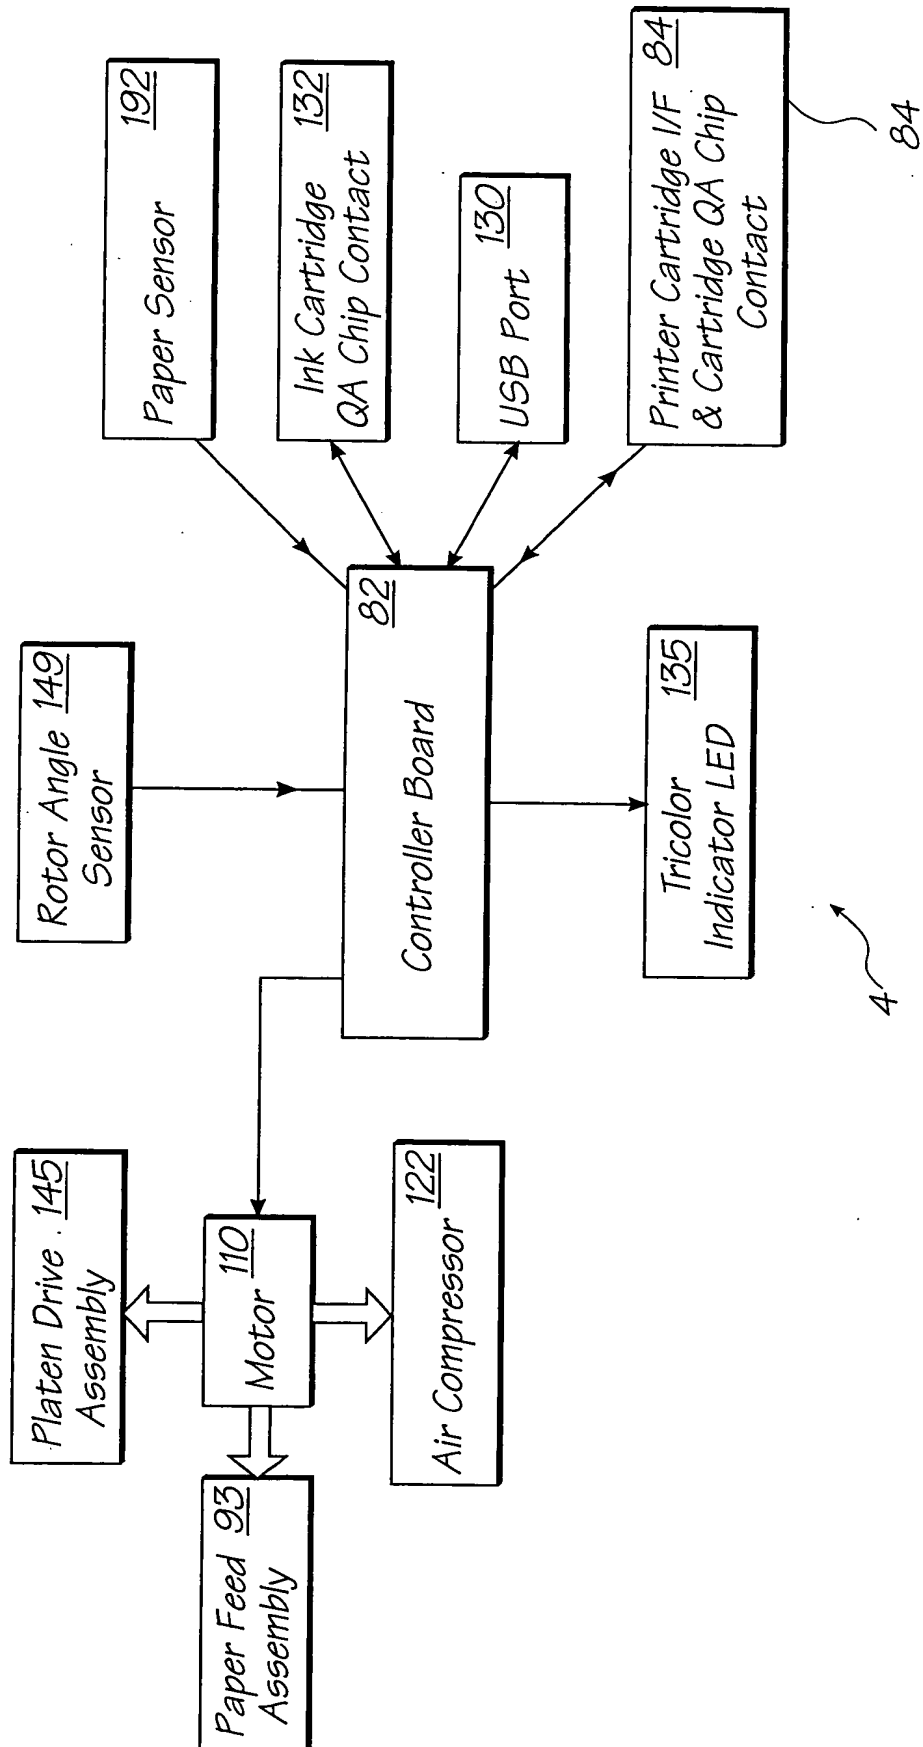 Paper Feed 93
Assembly
Platen Drive . 145
Assembly
Motor 110
Air Compressor 122
Rotor Angle 149
Sensor
Controller Board 82
Tricolor 135
Indicator LED
Paper Sensor 192
Ink Cartridge 132
QA Chip Contact
USB Port 130
Printer Cartridge I/F 84
& Cartridge QA Chip
Contact
84
4